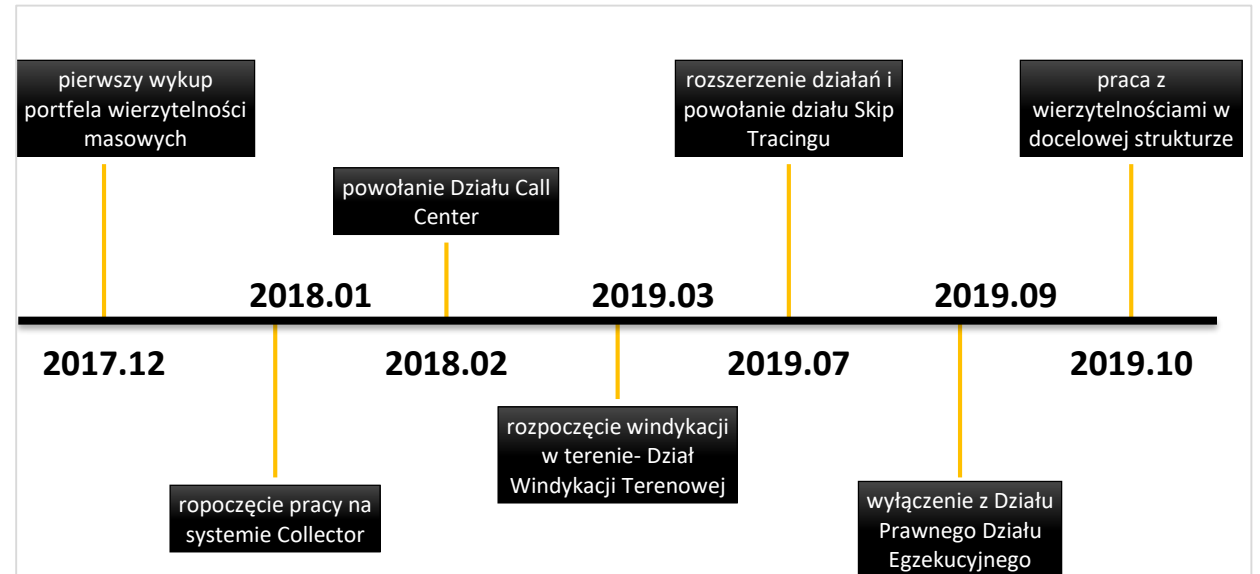 pierwszy wykup
portfela wierzytelności
masowych
rozszerzenie działań i
powołanie działu Skip
Tracingu
praca z
wierzytelnościami w
docelowej strukturze
powołanie Działu Call
Center
2018.01
2019.03
2019.09
2017.12
2018.02
2019.07
2019.10
rozpoczęcie windykacji
w terenie- Dział
Windykacji Terenowej
ropoczęcie pracy na
systemie Collector
wyłączenie z Działu
Prawnego Działu
Egzekucyjnego